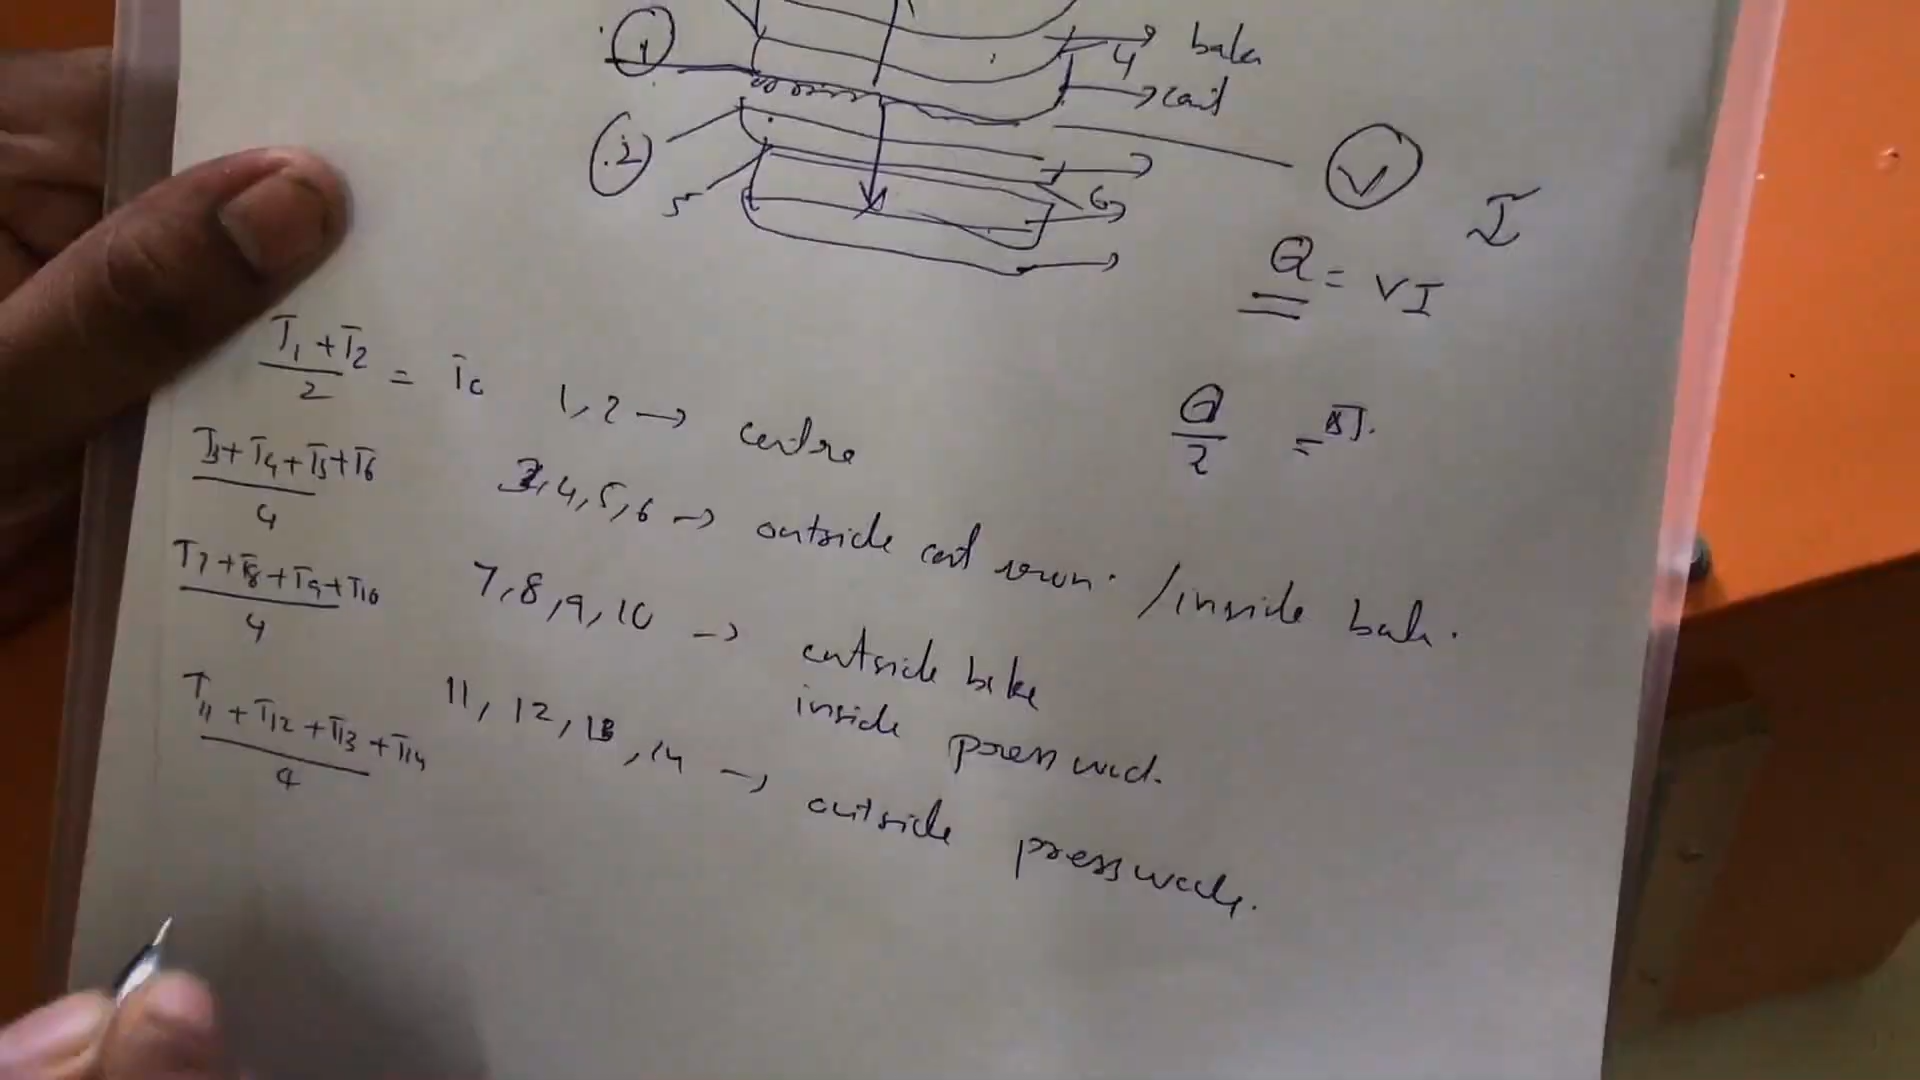 1
4
bake
cast
2
5
6
V
I
Q = VI
T1 + T2 / 2 = Tc
1, 2 → centre
Q / 2 =
T3 + T4 + T5 + T6 / 4
3, 4, 5, 6 → outside cast iron / inside bake.
T7 + T8 + T9 + T10 / 4
7, 8, 9, 10 → outside bake
inside press wood.
T11 + T12 + T13 + T14 / 4
11, 12, 13, 14 → outside press wood.